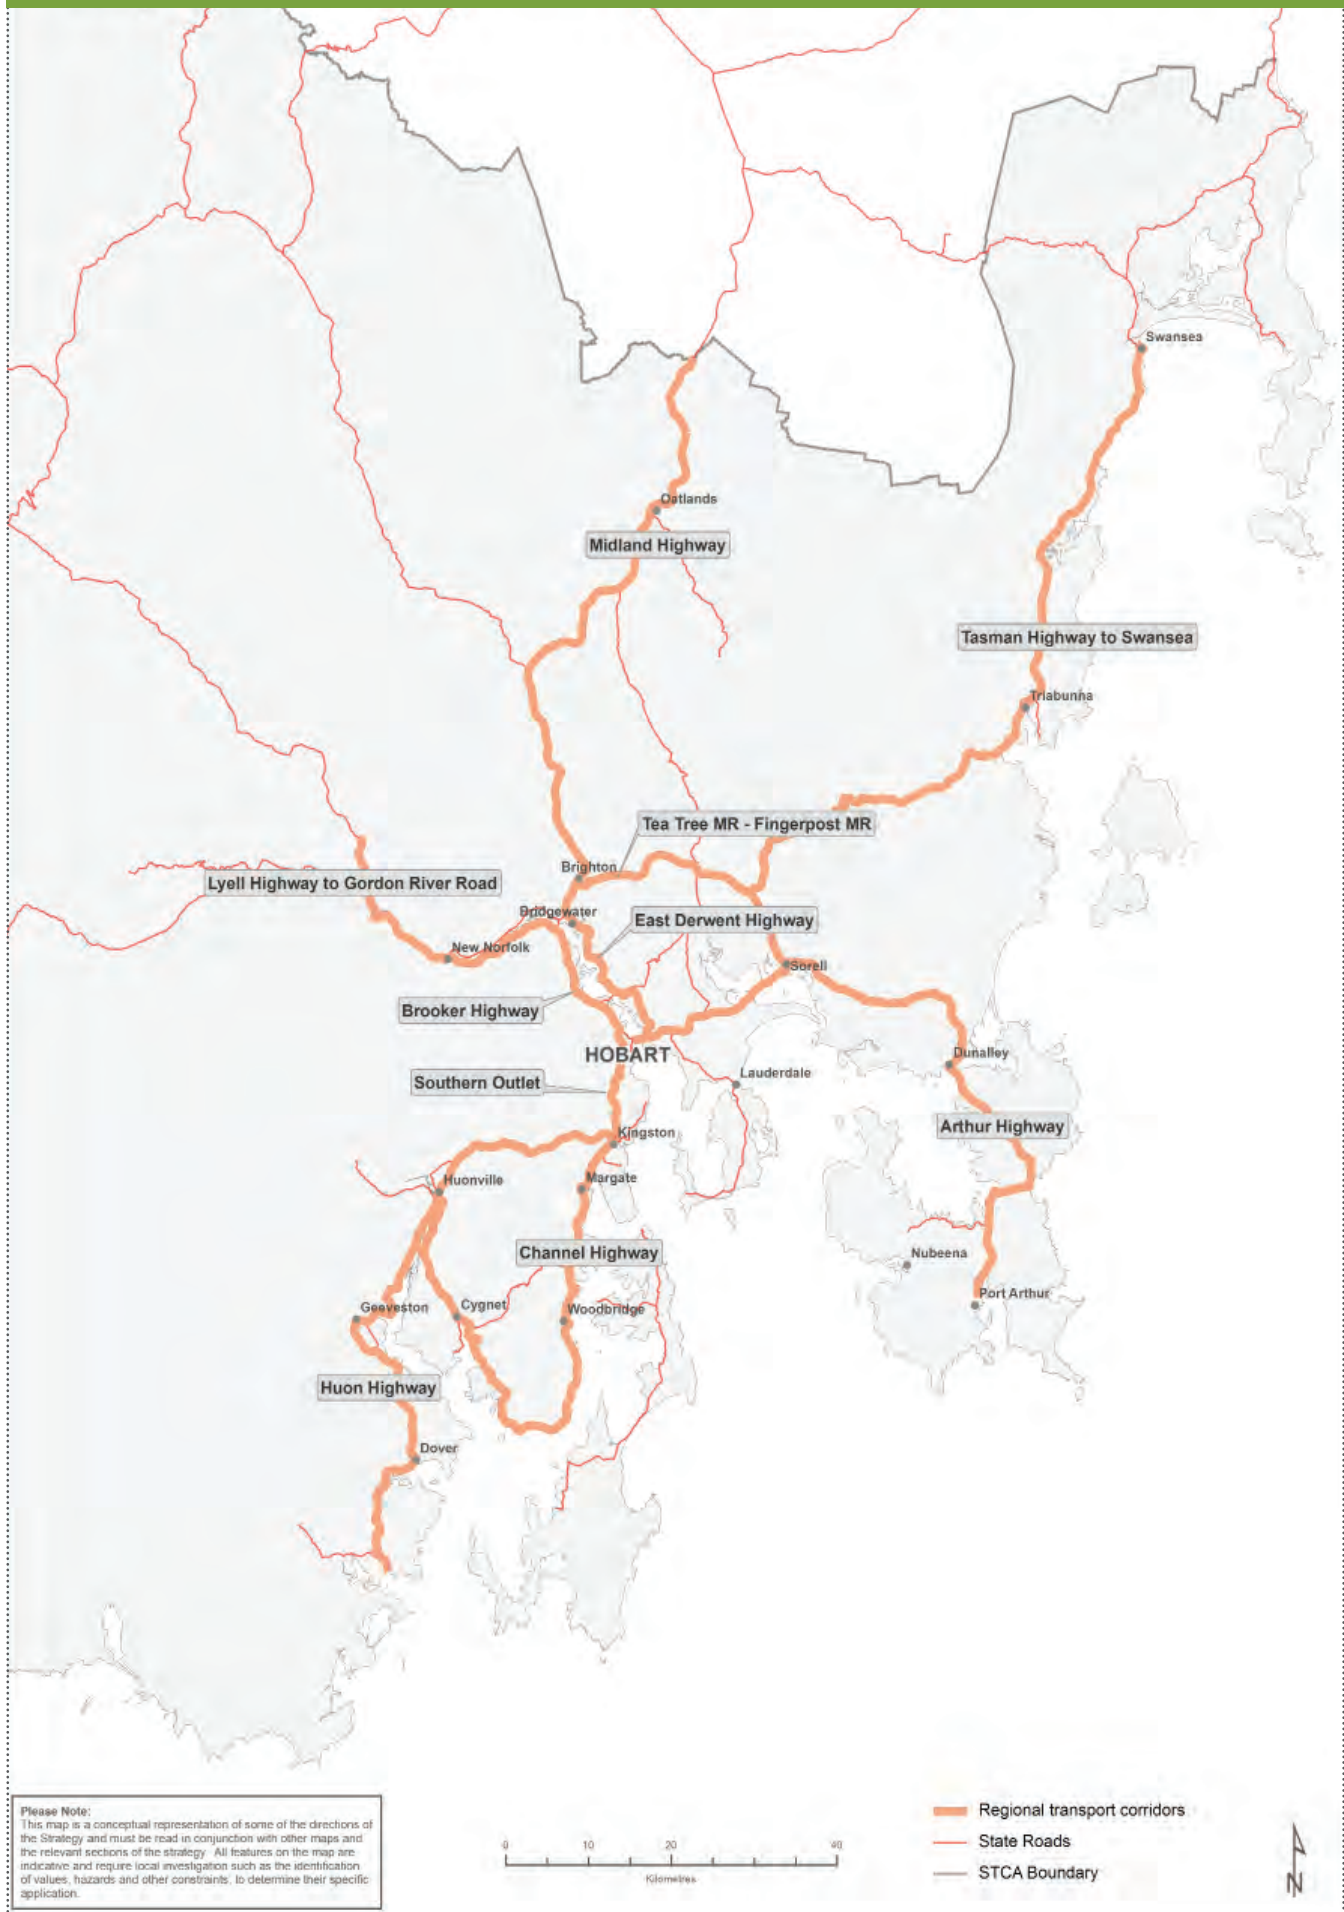 Swansea
Oatlands
Midland Highway
Tasman Highway to Swansea
Triabunna
Tea Tree MR - Fingerpost MR
Brighton
Lyell Highway to Gordon River Road
Bridgewater
East Derwent Highway
New Norfolk
Sorell
Brooker Highway
HOBART
Dunalley
Lauderdale
Southern Outlet
Arthur Highway
Kingston
Huonville
Margate
Channel Highway
Nubeena
Port Arthur
Geeveston
Cygnet
Woodbridge
Huon Highway
Dover
Please Note:
This map is a conceptual representation of some of the directions of
the Strategy and must be read in conjunction with other maps and
the relevant sections of the strategy. All features on the map are
indicative and require local investigation such as the identification
of values, hazards and other constraints, to determine their specific
application.
0 10 20 40
Kilometres
Regional transport corridors
State Roads
STCA Boundary
N